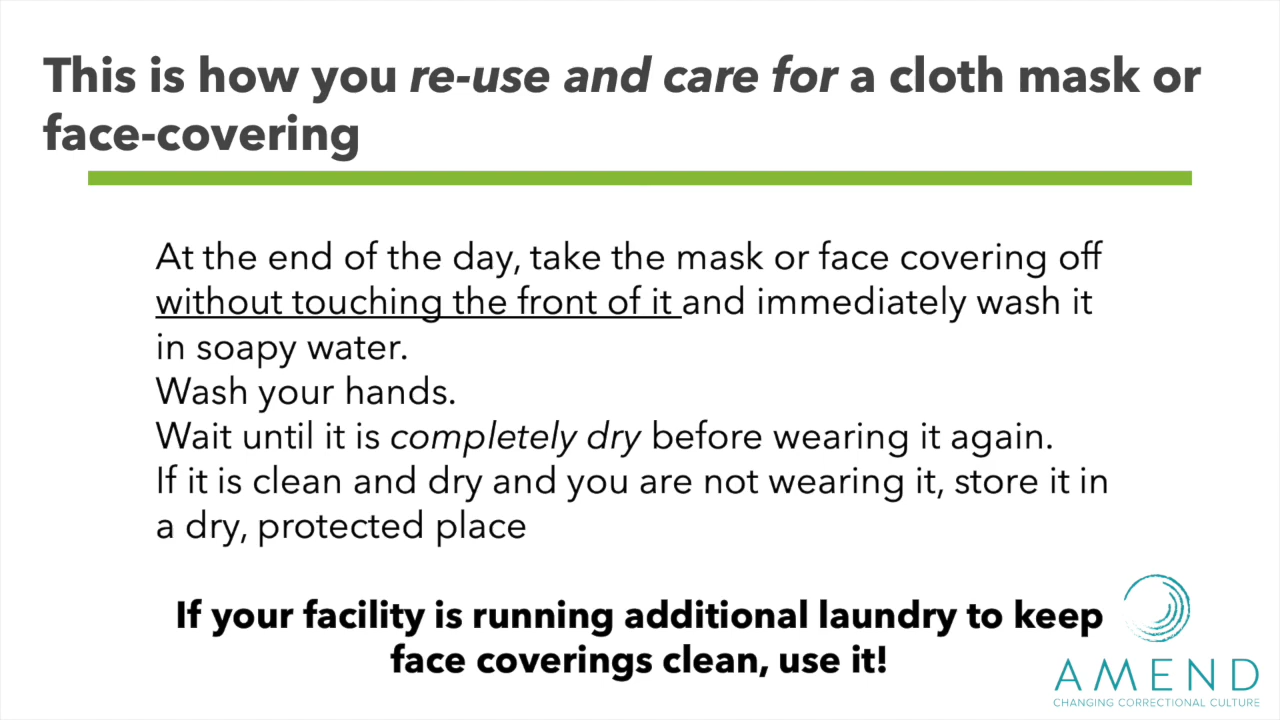 This is how you re-use and care for a cloth mask or
face-covering
At the end of the day, take the mask or face covering off
without touching the front of it and immediately wash it
in soapy water.
Wash your hands.
Wait until it is completely dry before wearing it again.
If it is clean and dry and you are not wearing it, store it in
a dry, protected place
If your facility is running additional laundry to keep
face coverings clean, use it!
AMEND
CHANGING CORRECTIONAL CULTURE